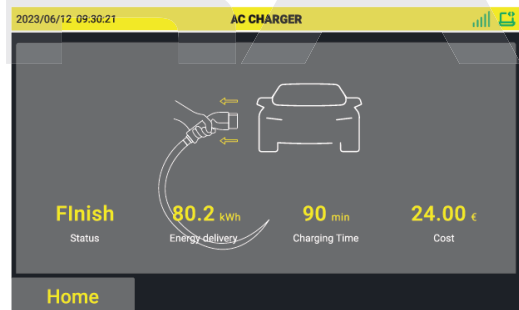 2023/06/12 09:30:21 AC CHARGER
FInish 80.2 kWh 90 min 24.00 €
Status Energy delivery Charging Time Cost
Home